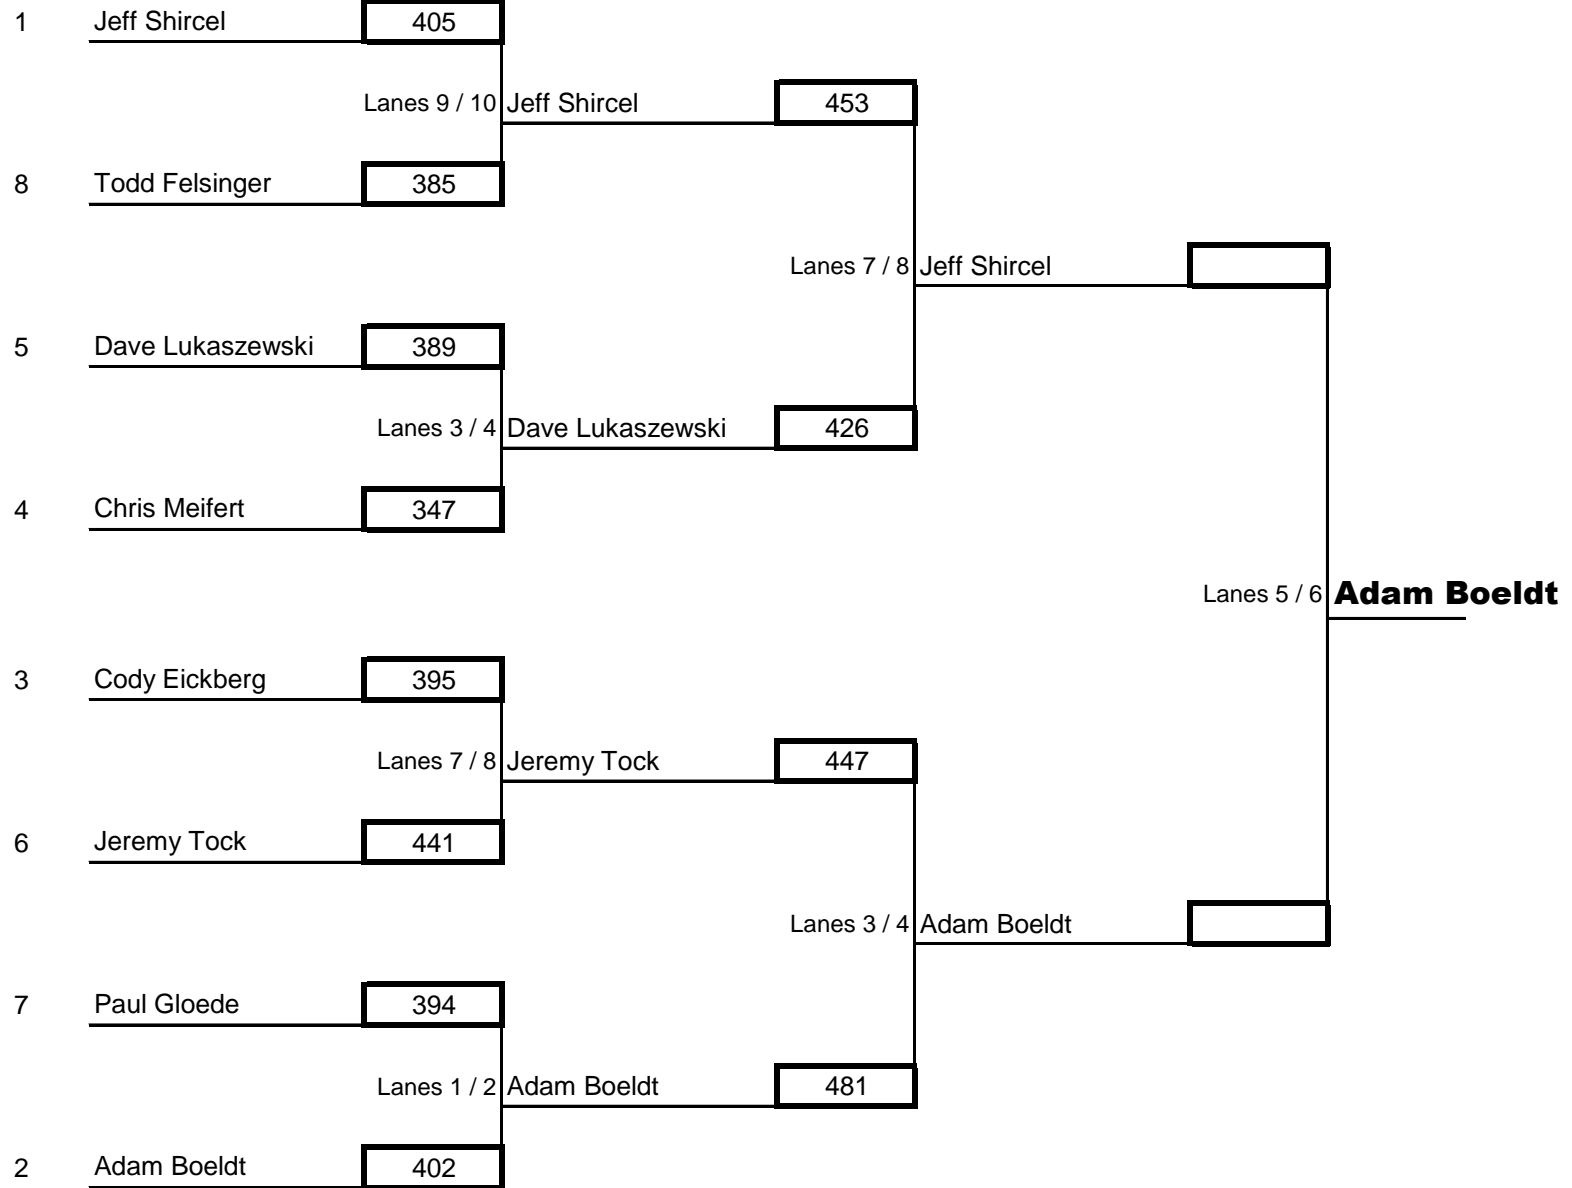 1 Jeff Shircel 405
Lanes 9 / 10 Jeff Shircel 453
8 Todd Felsinger 385
Lanes 7 / 8 Jeff Shircel
5 Dave Lukaszewski 389
Lanes 3 / 4 Dave Lukaszewski 426
4 Chris Meifert 347
Lanes 5 / 6 Adam Boeldt
3 Cody Eickberg 395
Lanes 7 / 8 Jeremy Tock 447
6 Jeremy Tock 441
Lanes 3 / 4 Adam Boeldt
7 Paul Gloede 394
Lanes 1 / 2 Adam Boeldt 481
2 Adam Boeldt 402